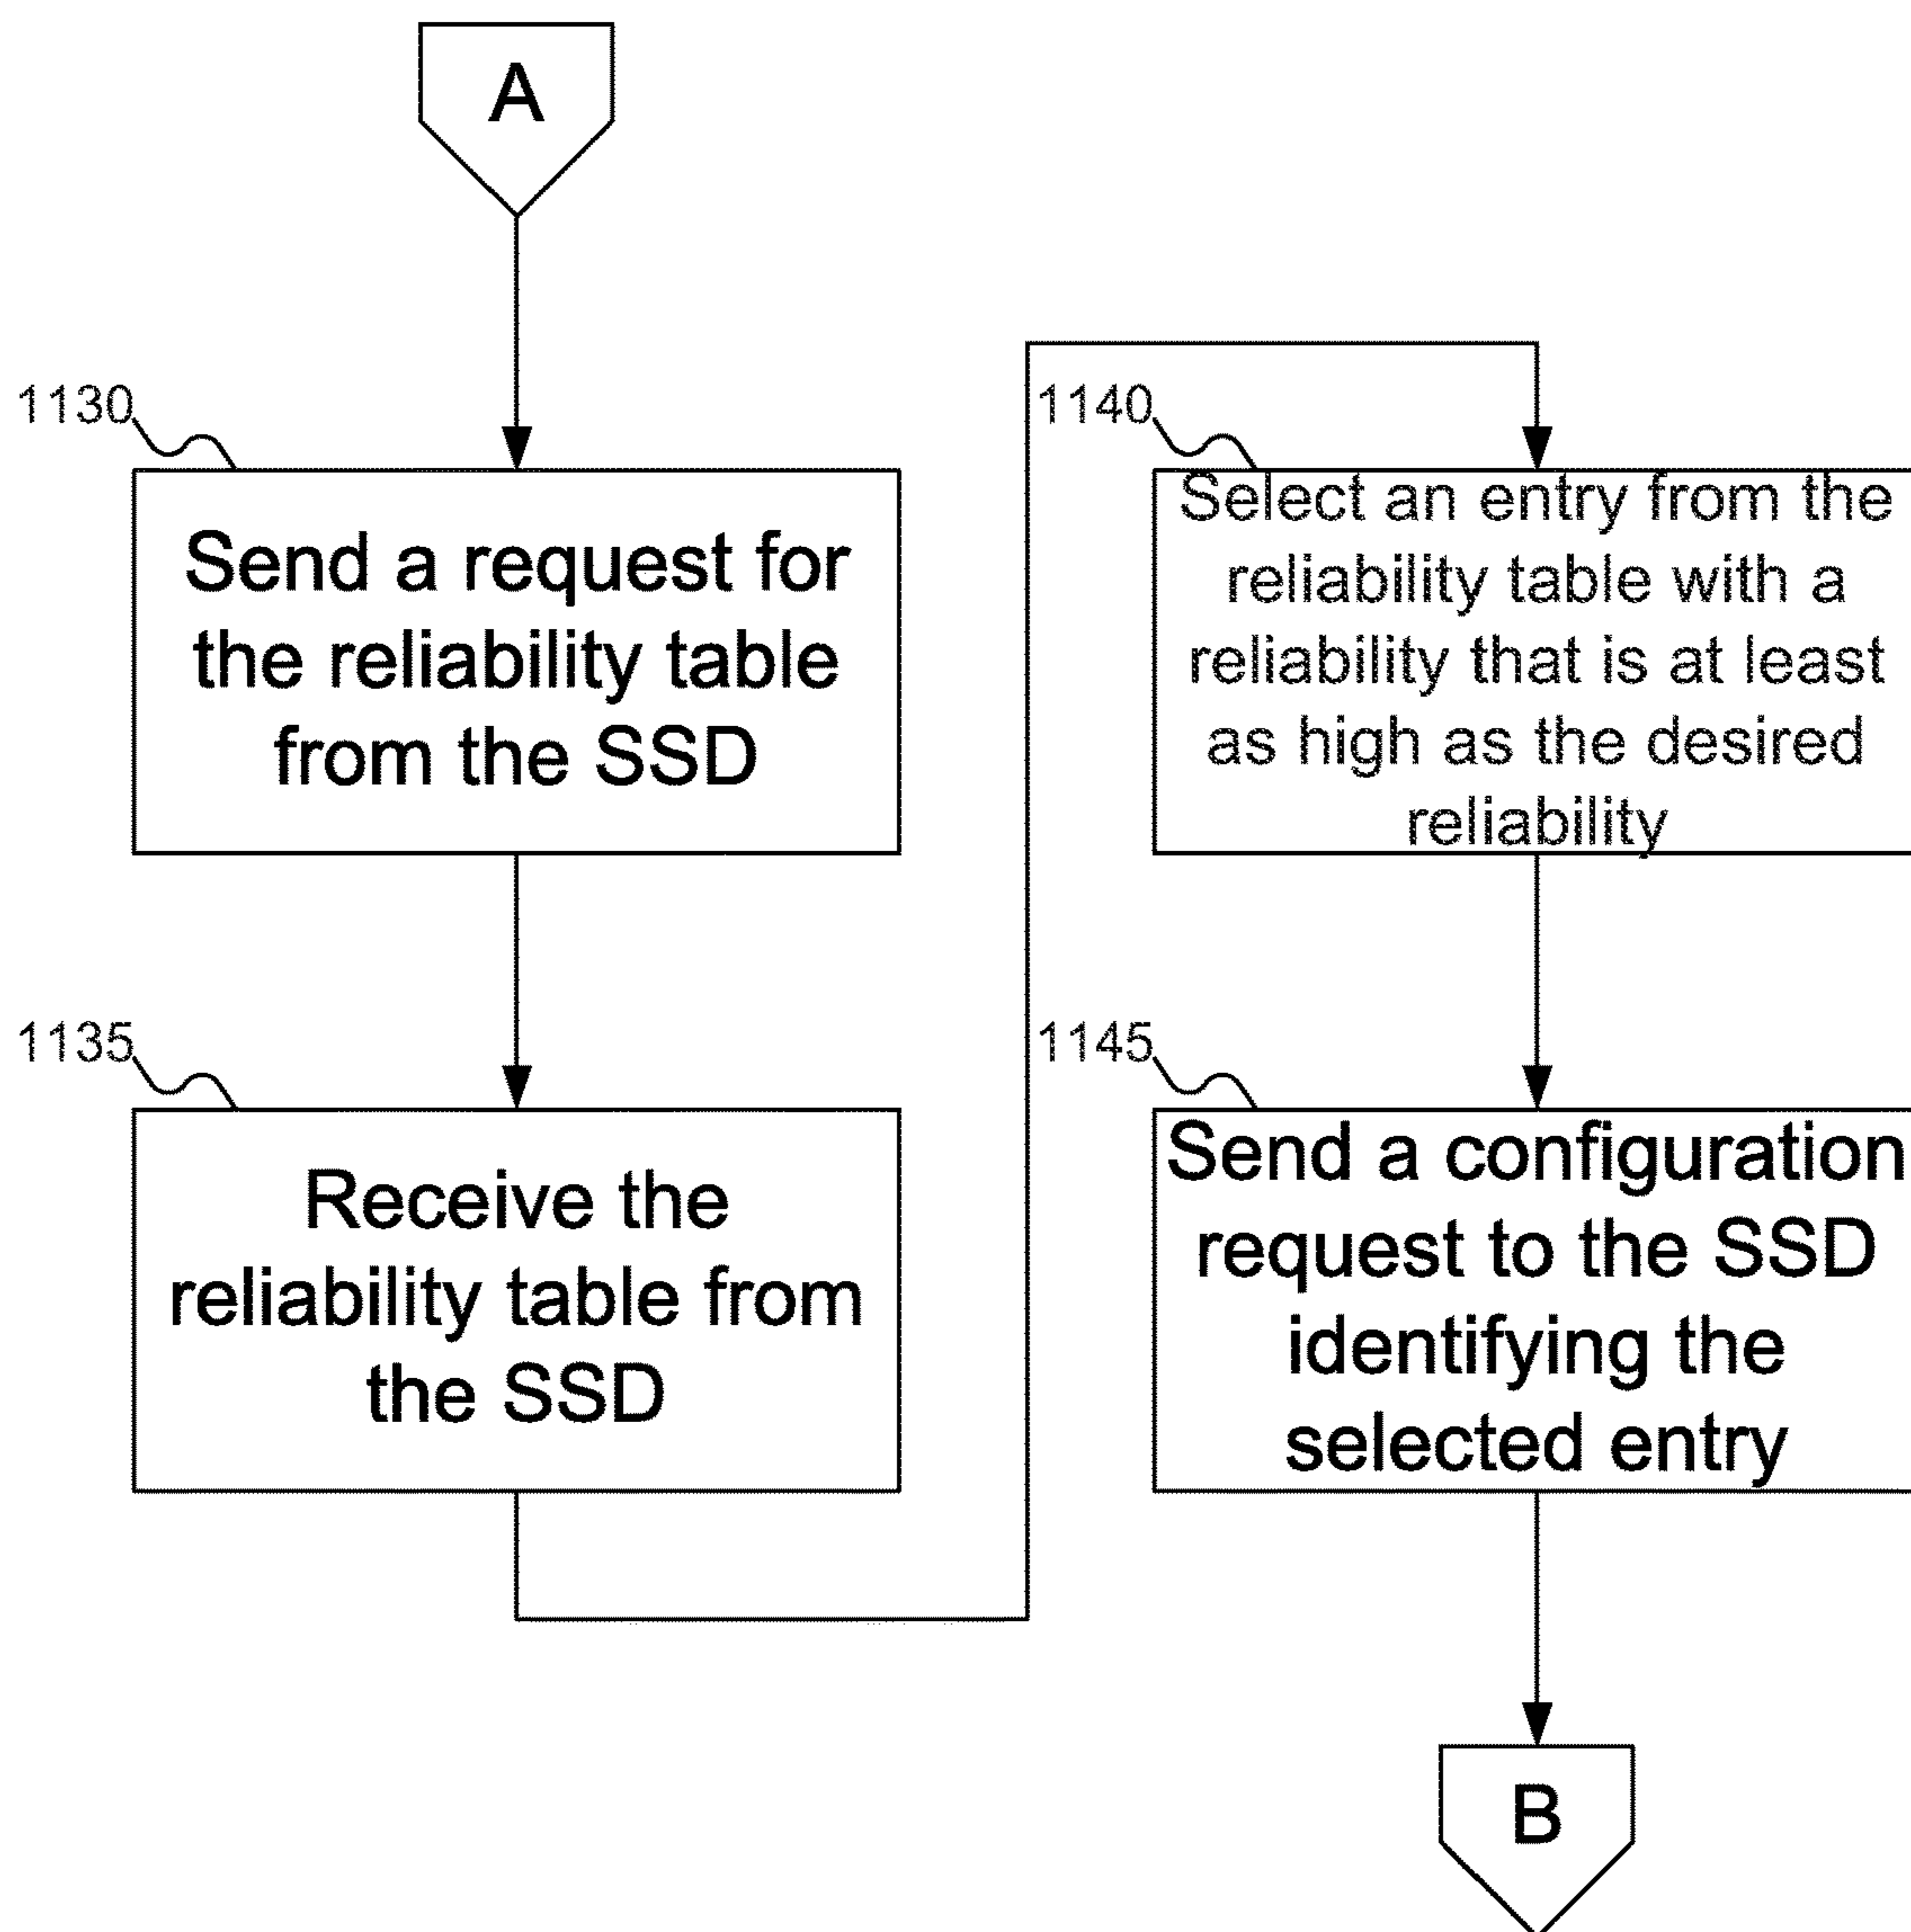 A
1130
Send a request for
the reliability table
from the SSD
1135
Receive the
reliability table from
the SSD
1140
Select an entry from the
reliability table with a
reliability that is at least
as high as the desired
reliability
1145
Send a configuration
request to the SSD
identifying the
selected entry
B